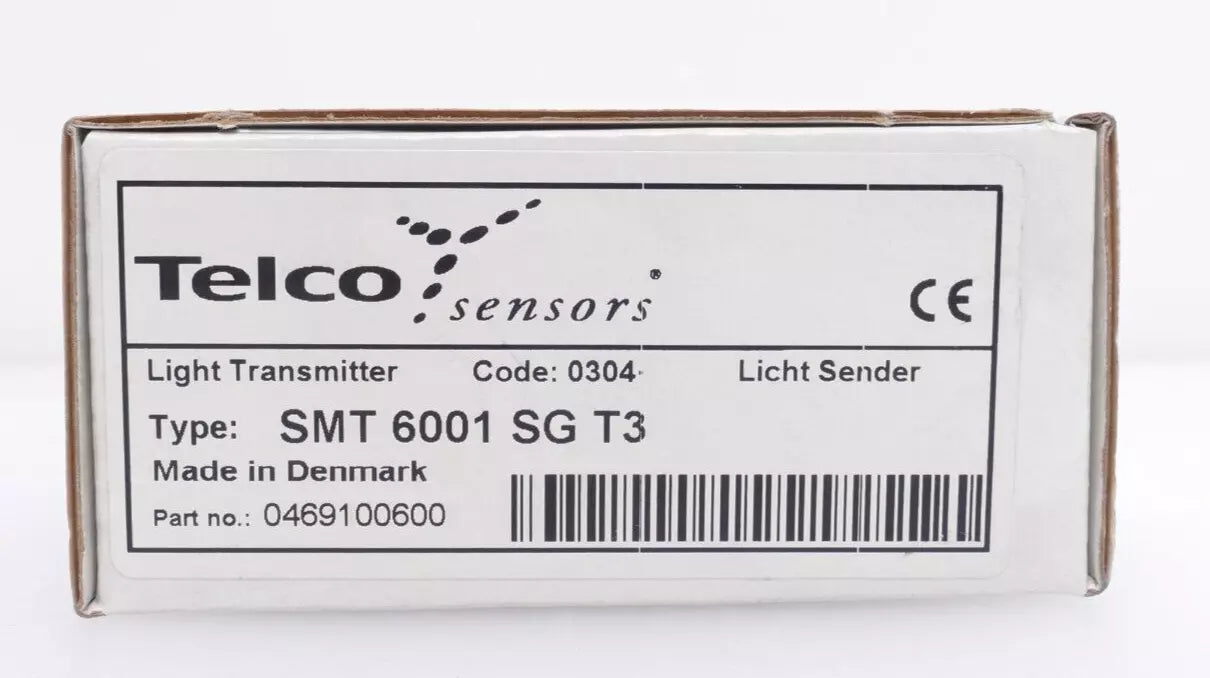 Telco sensors®
CE
Light Transmitter Code: 0304 Licht Sender
Type: SMT 6001 SG T3
Made in Denmark
Part no.: 0469100600